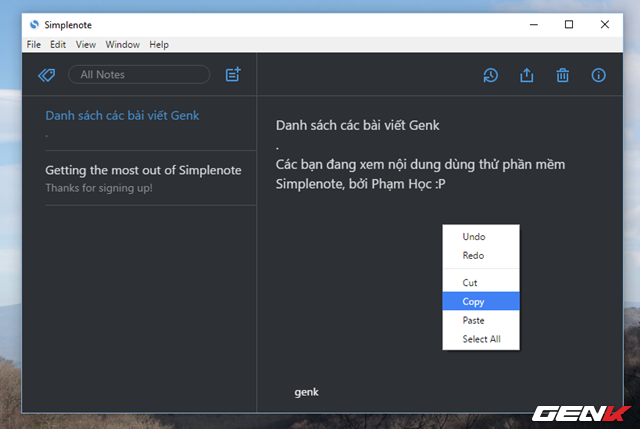 Simplenote
File Edit View Window Help
All Notes
Danh sách các bài viết Genk
.
Getting the most out of Simplenote
Thanks for signing up!
Danh sách các bài viết Genk
.
Các bạn đang xem nội dung dùng thử phần mềm
Simplenote, bởi Phạm Học :P
Undo
Redo
Cut
Copy
Paste
Select All
genk
GENK